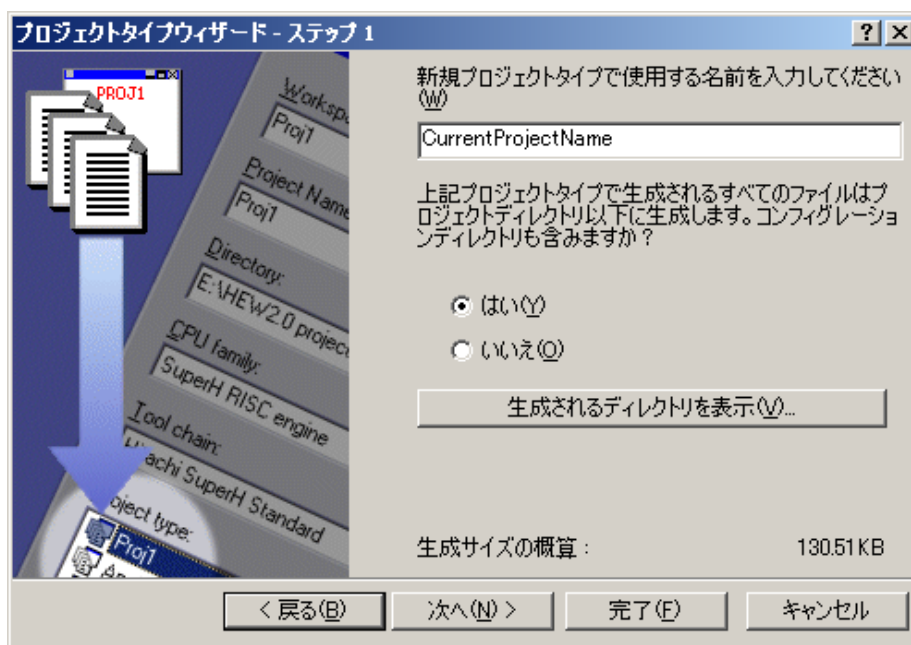 プロジェクトタイプウィザード - ステップ 1
PROJ1
Worksp
Proj1
Project Name
Proj1
Directory:
E:\HEW2.0 projec
CPU family:
SuperH RISC engine
Tool chain:
Hitachi SuperH Standard
oject type:
Proj1
新規プロジェクトタイプで使用する名前を入力してください
(W)
CurrentProjectName
上記プロジェクトタイプで生成されるすべてのファイルはプ
ロジェクトディレクトリ以下に生成します。コンフィグレーショ
ンディレクトリも含みますか？
はい(Y)
いいえ(O)
生成されるディレクトリを表示(V)...
生成サイズの概算： 130.51KB
< 戻る(B) 次へ(N) > 完了(F) キャンセル